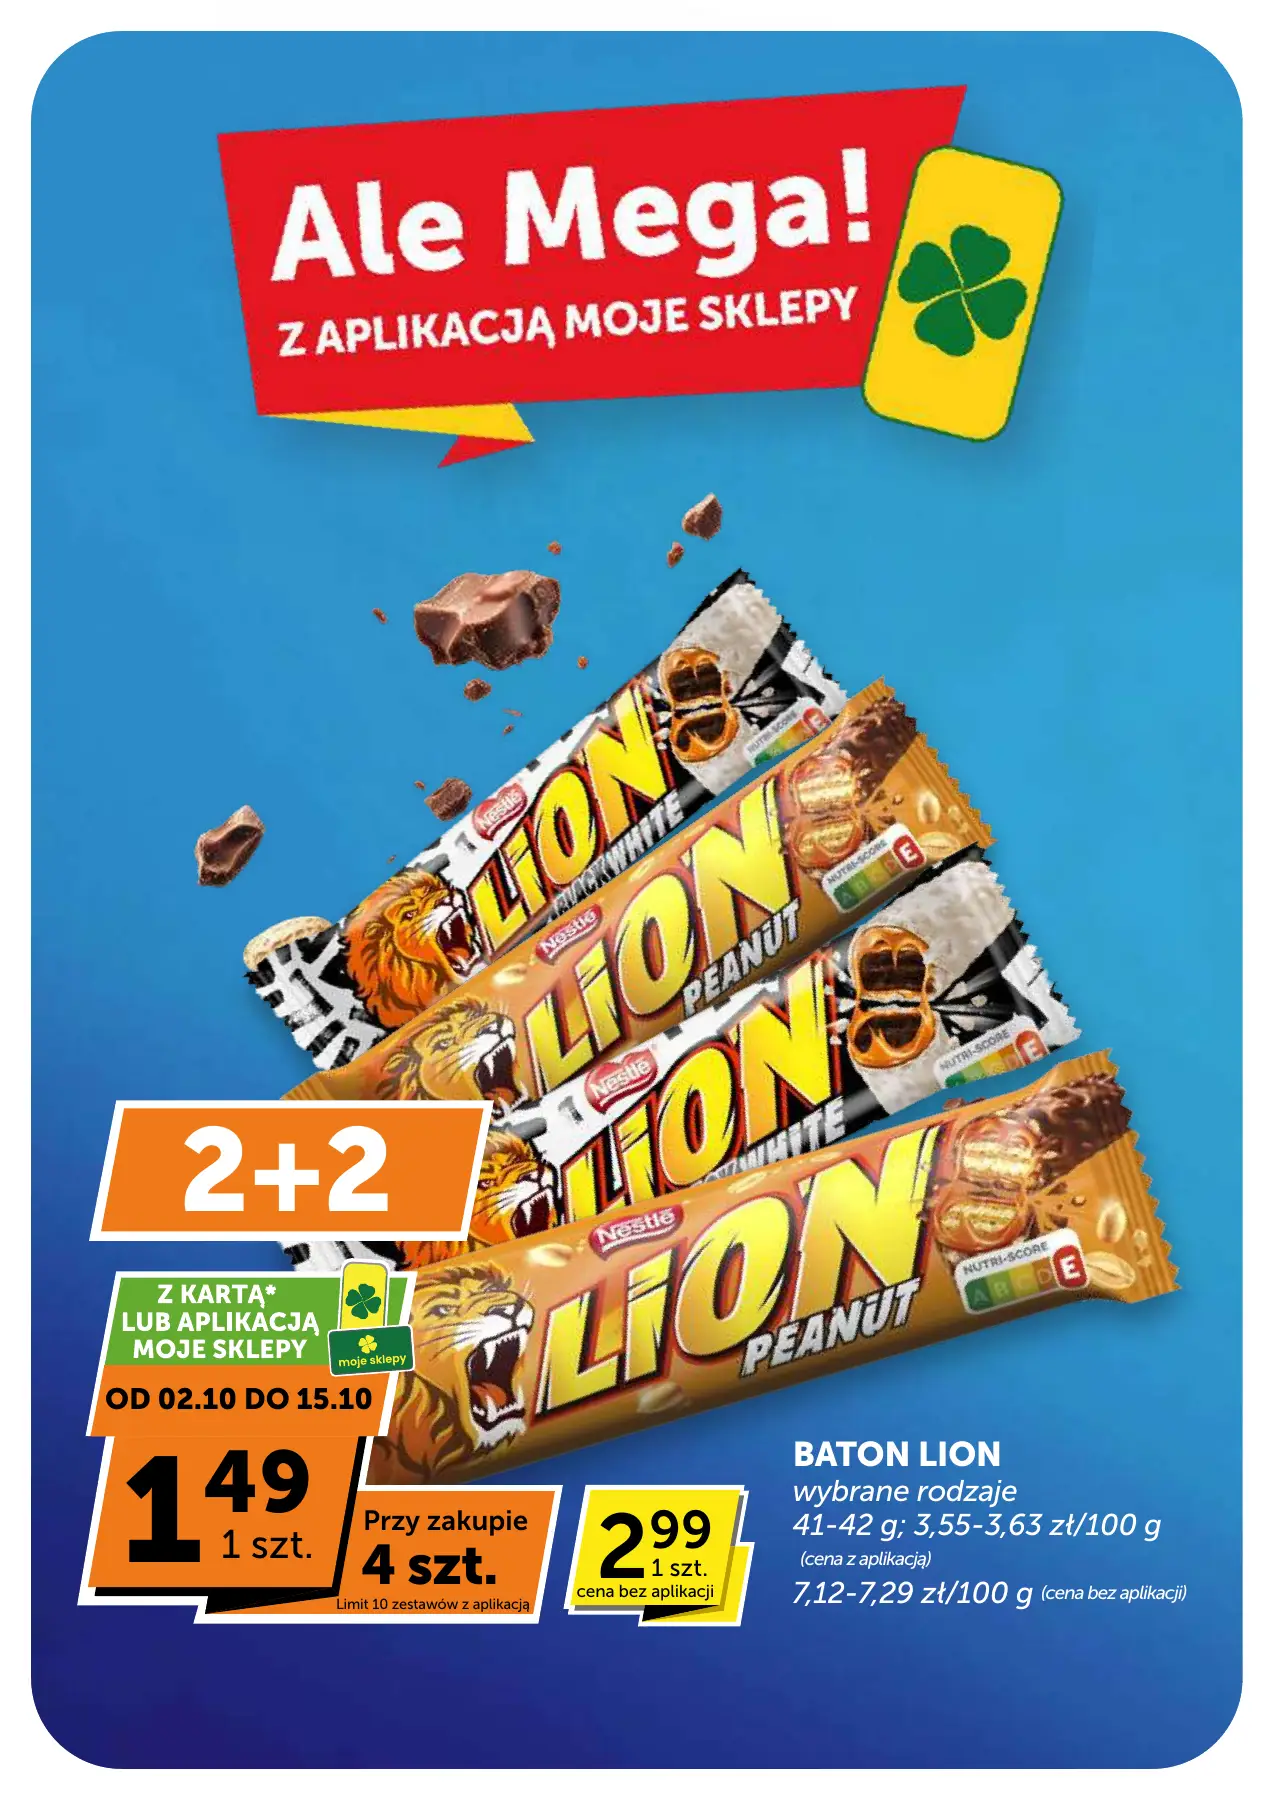 Ale Mega!
Z APLIKACJĄ MOJE SKLEPY
Nestlé
LION
BLACK'WHITE
NUTRI-SCORE
E
Nestlé
LION
PEANUT
NUTRI-SCORE
A B C D E
Nestlé
LION
NUTRI-SCORE
E
Nestlé
LION
PEANUT
NUTRI-SCORE
A B C D E
2+2
Z KARTĄ*
LUB APLIKACJĄ
MOJE SKLEPY
moje sklepy
OD 02.10 DO 15.10
1 49
1 szt.
Przy zakupie
4 szt.
Limit 10 zestawów z aplikacją
2 99
1 szt.
cena bez aplikacji
BATON LION
wybrane rodzaje
41-42 g; 3,55-3,63 zł/100 g
(cena z aplikacją)
7,12-7,29 zł/100 g (cena bez aplikacji)